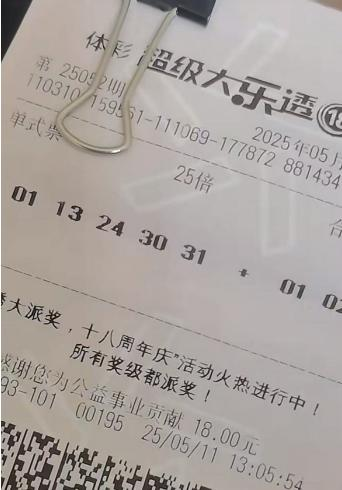 体彩 超级大乐透 18
第 25052期 2025年05月
110310-159561-111069-177872 881434
单式票 25倍
01 13 24 30 31 + 01 02
大派奖，十八周年庆"活动火热进行中！
所有奖级都派奖！
感谢您为公益事业贡献 18.00元
93-101 00195 25/05/11 13:05:54